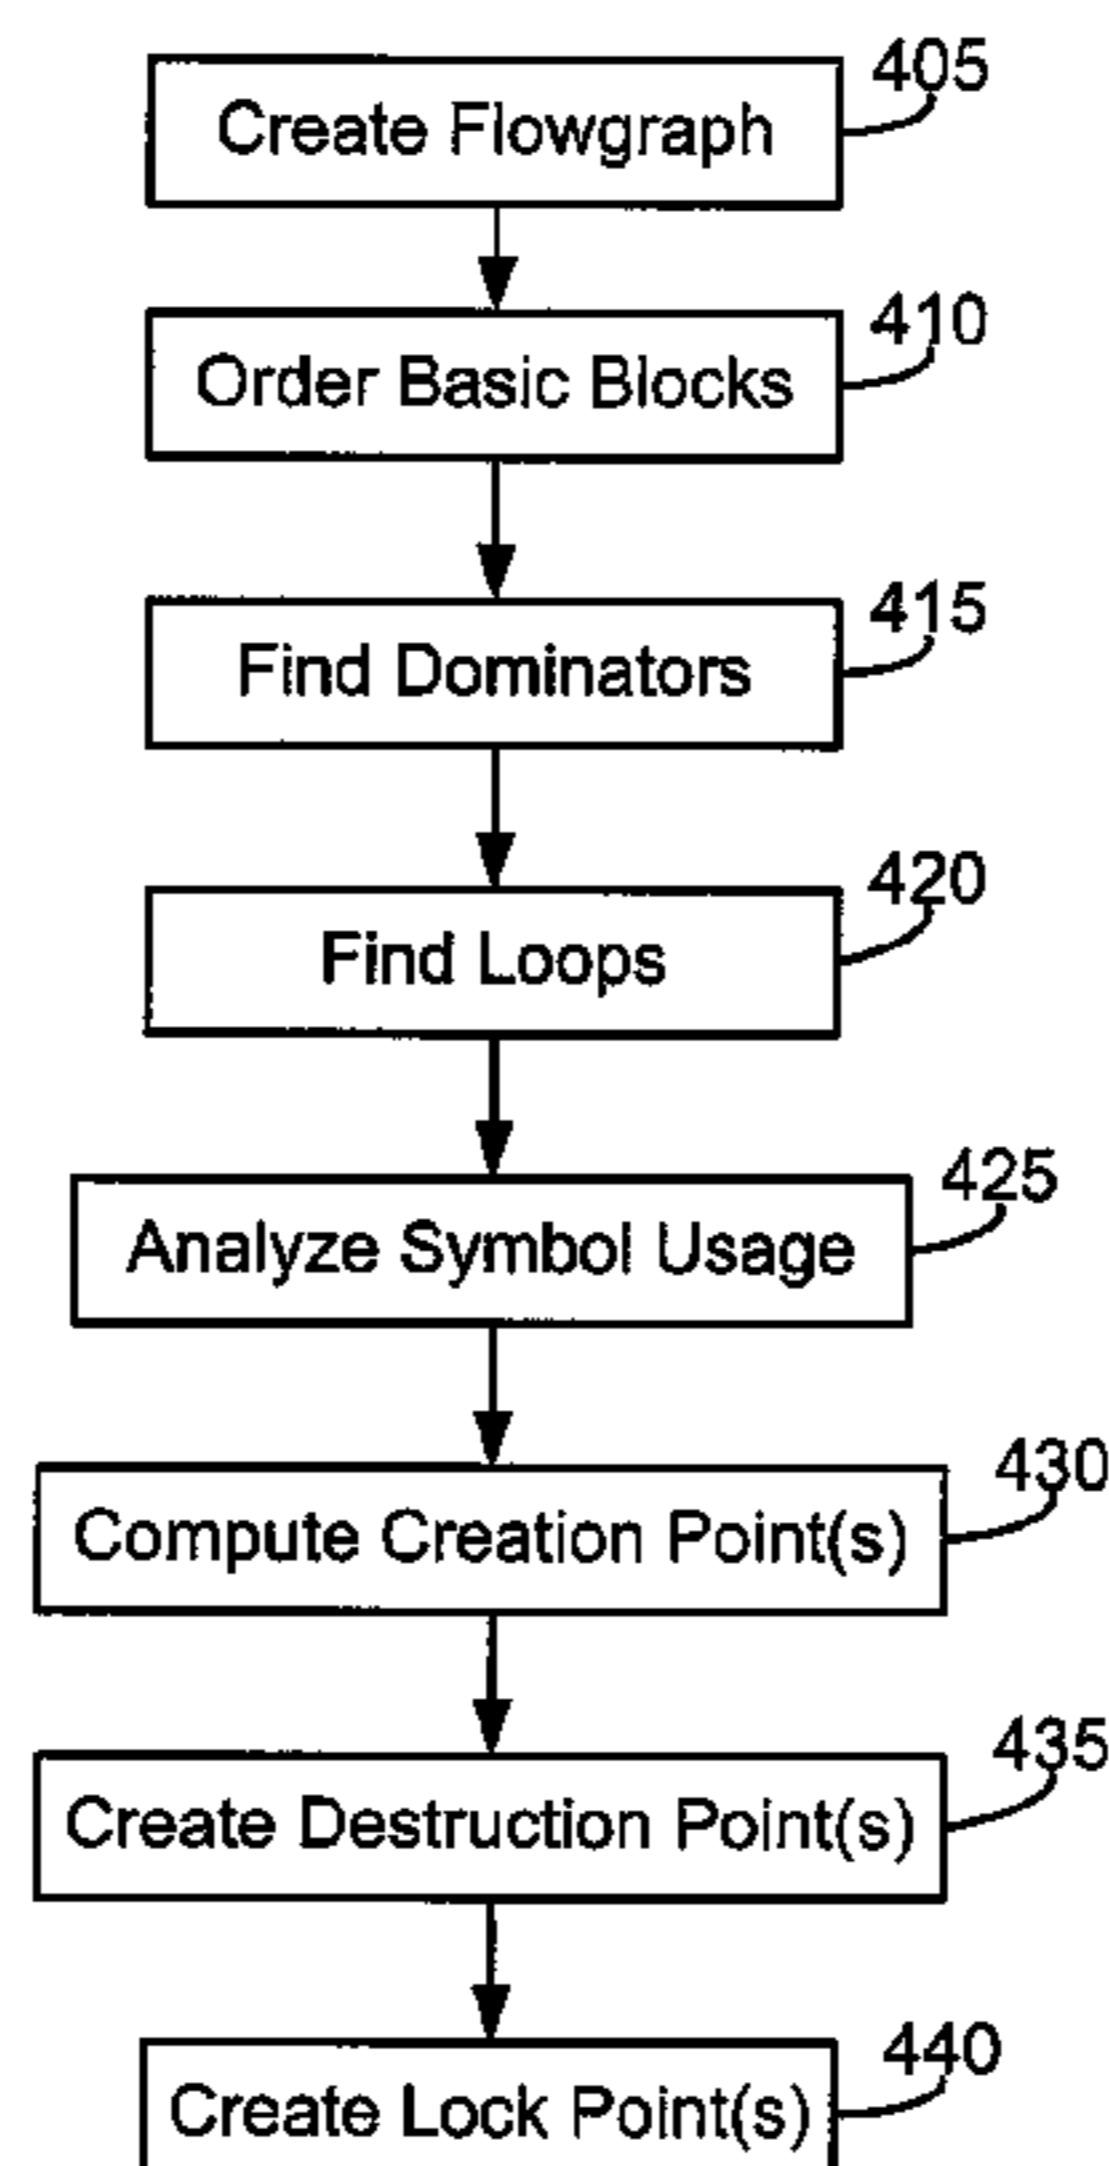 405
Create Flowgraph
410
Order Basic Blocks
415
Find Dominators
420
Find Loops
425
Analyze Symbol Usage
430
Compute Creation Point(s)
435
Create Destruction Point(s)
440
Create Lock Point(s)